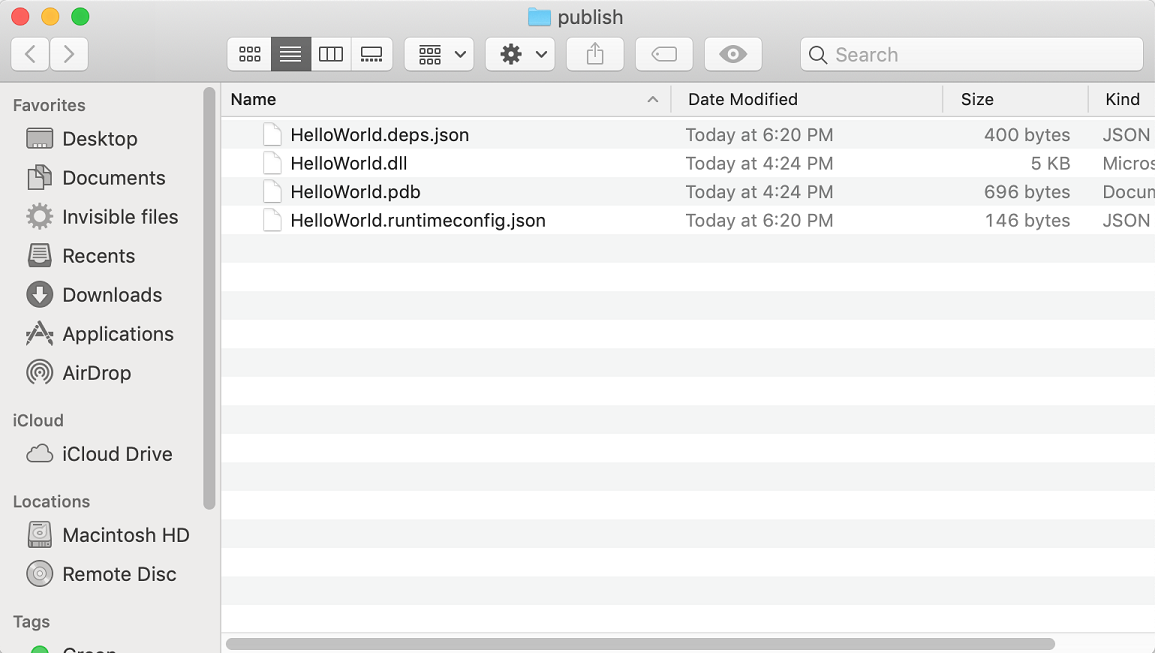 publish
Search
Favorites
Desktop
Documents
Invisible files
Recents
Downloads
Applications
AirDrop
iCloud
iCloud Drive
Locations
Macintosh HD
Remote Disc
Tags
Name Date Modified Size Kind
HelloWorld.deps.json Today at 6:20 PM 400 bytes JSON
HelloWorld.dll Today at 4:24 PM 5 KB Micros
HelloWorld.pdb Today at 4:24 PM 696 bytes Docum
HelloWorld.runtimeconfig.json Today at 6:20 PM 146 bytes JSON